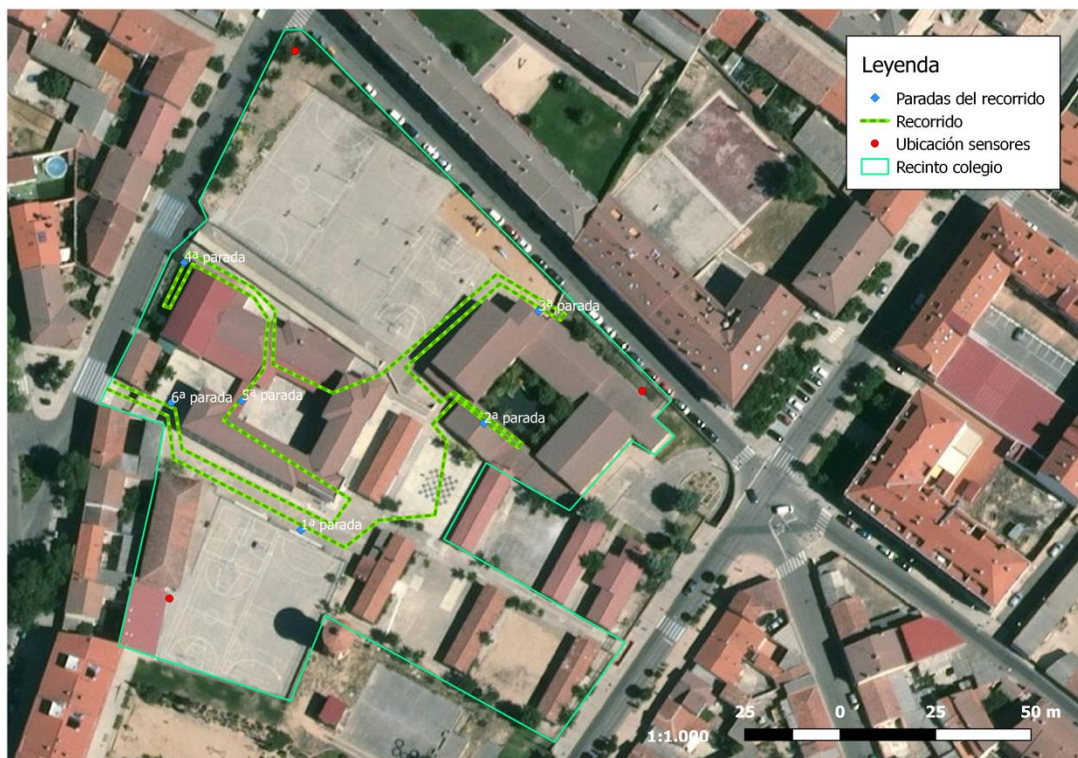 Leyenda
Paradas del recorrido
Recorrido
Ubicación sensores
Recinto colegio
4ª parada
3ª parada
6ª parada
5ª parada
2ª parada
1ª parada
25 0 25 50 m
1:1.000